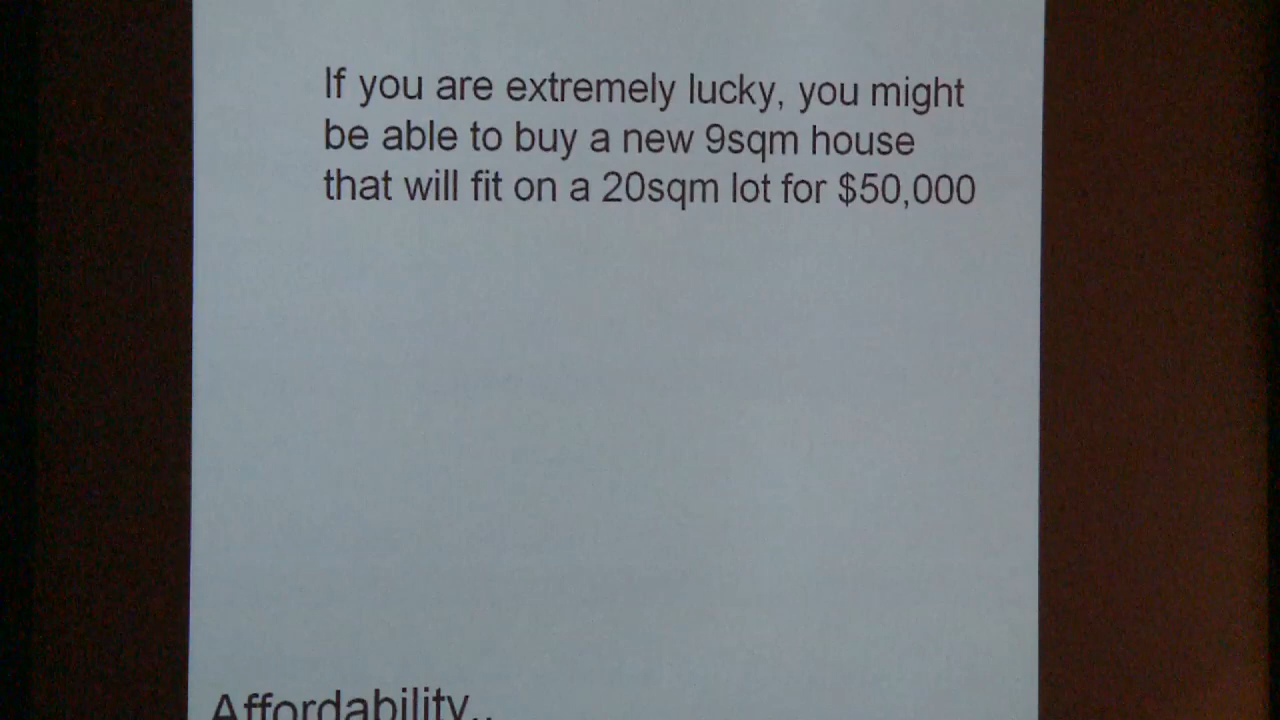 If you are extremely lucky, you might
be able to buy a new 9sqm house
that will fit on a 20sqm lot for $50,000
Affordability..